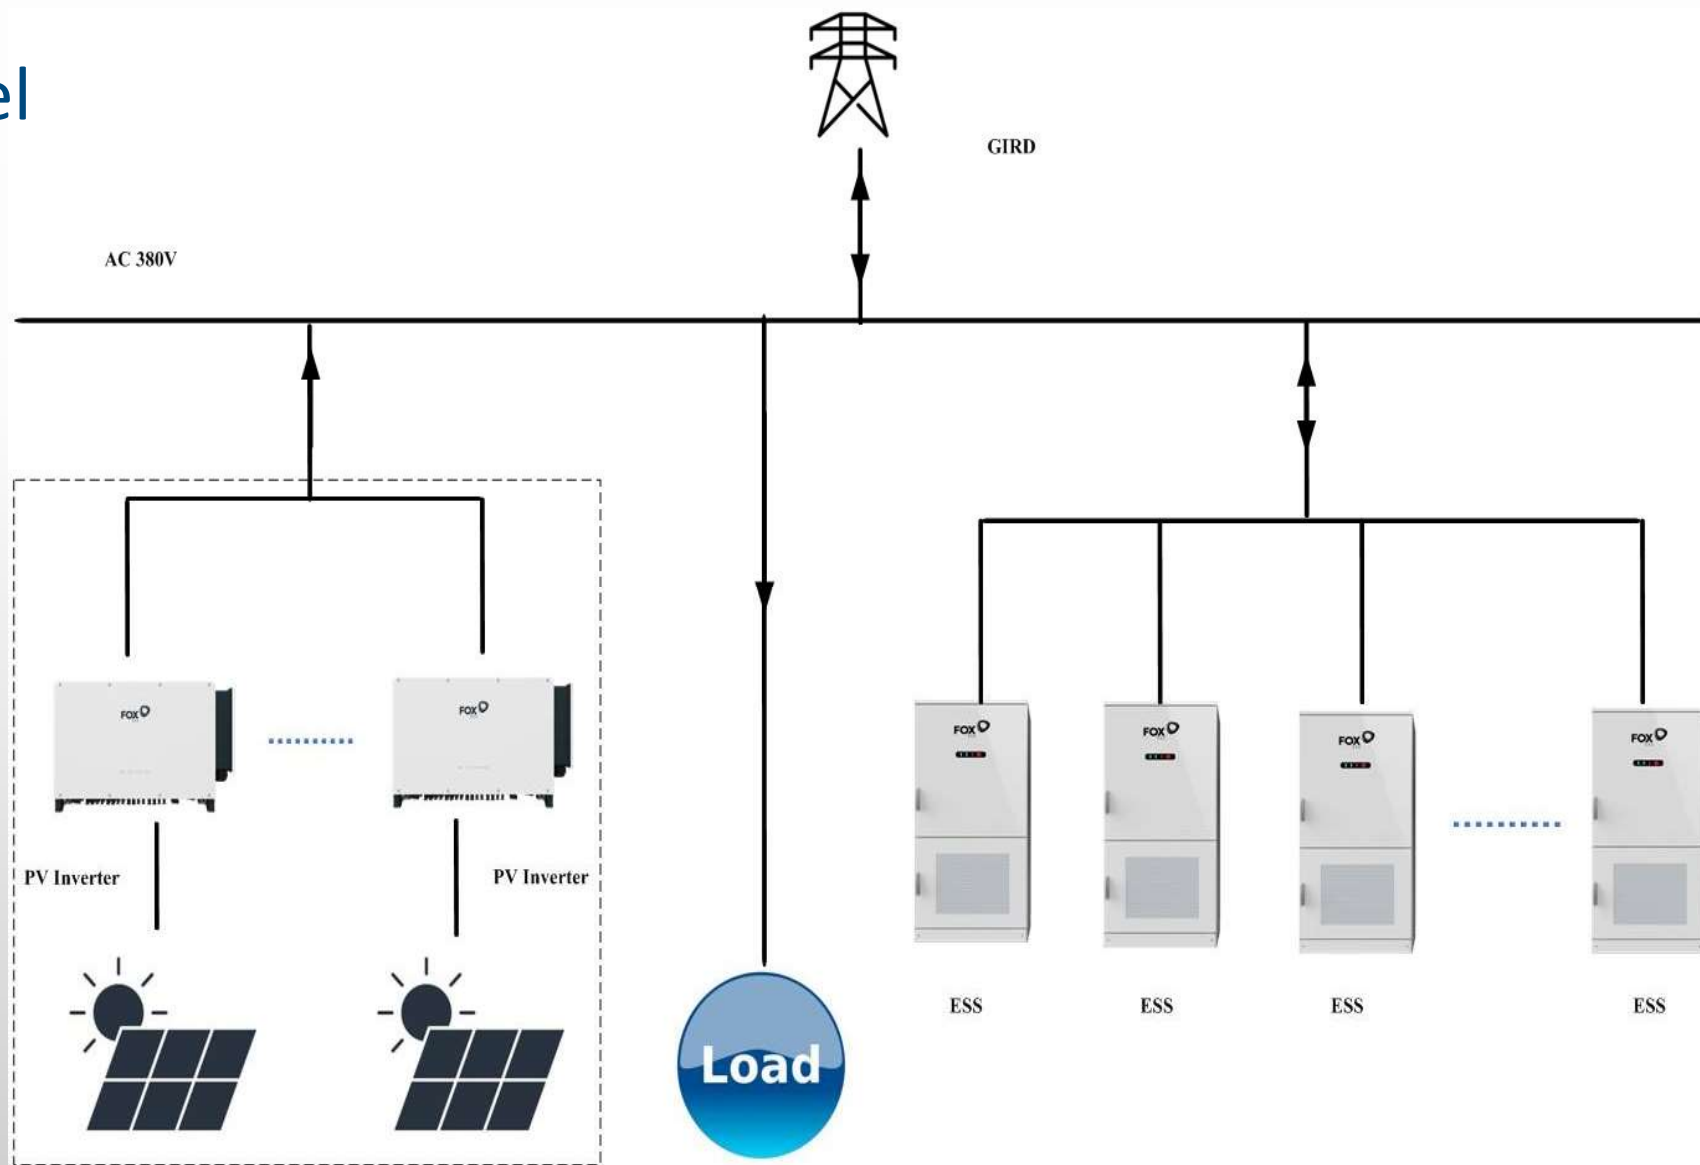 el
GIRD
AC 380V
FOX
FOX
FOX
FOX
FOX
FOX
PV Inverter
PV Inverter
ESS
ESS
ESS
ESS
Load